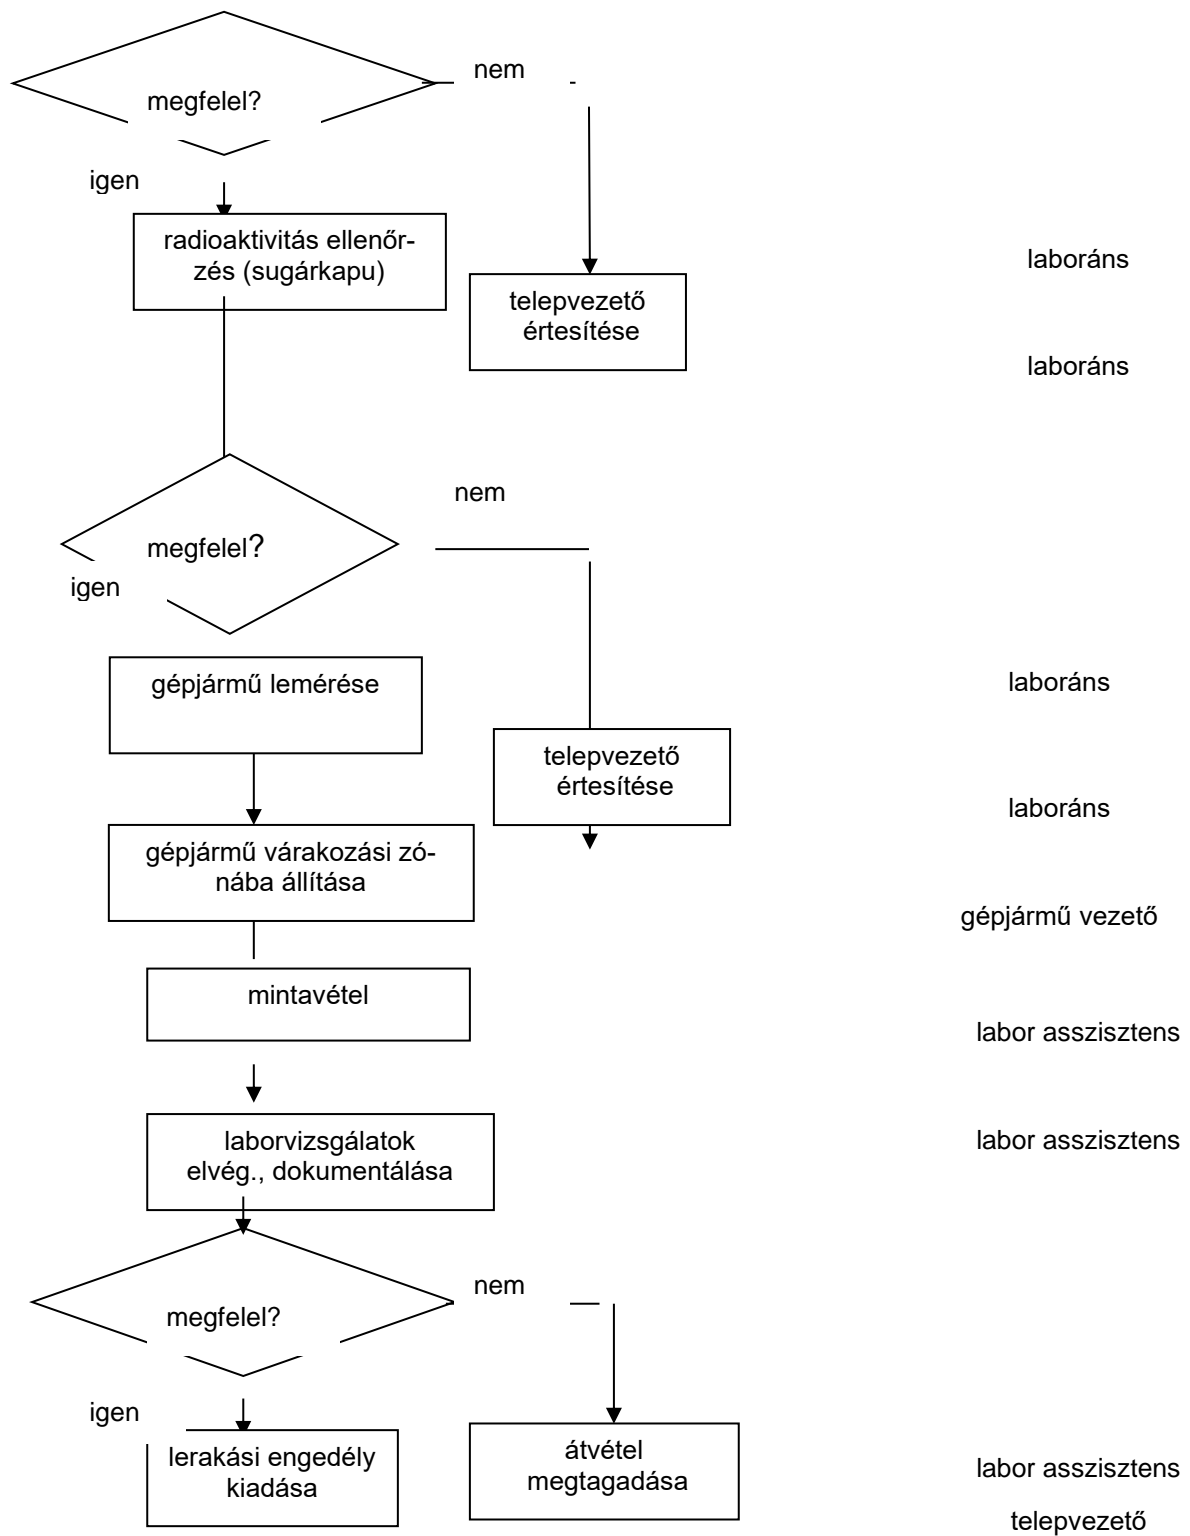 nem
megfelel?
igen
radioaktivitás ellenőr-
zés (sugárkapu)
laboráns
telepvezető
értesítése
laboráns
nem
megfelel?
igen
gépjármű lemérése
laboráns
telepvezető
értesítése
laboráns
gépjármű várakozási zó-
nába állítása
gépjármű vezető
mintavétel
labor asszisztens
laborvizsgálatok
elvég., dokumentálása
labor asszisztens
nem
megfelel?
igen
lerakási engedély
kiadása
átvétel
megtagadása
labor asszisztens
telepvezető